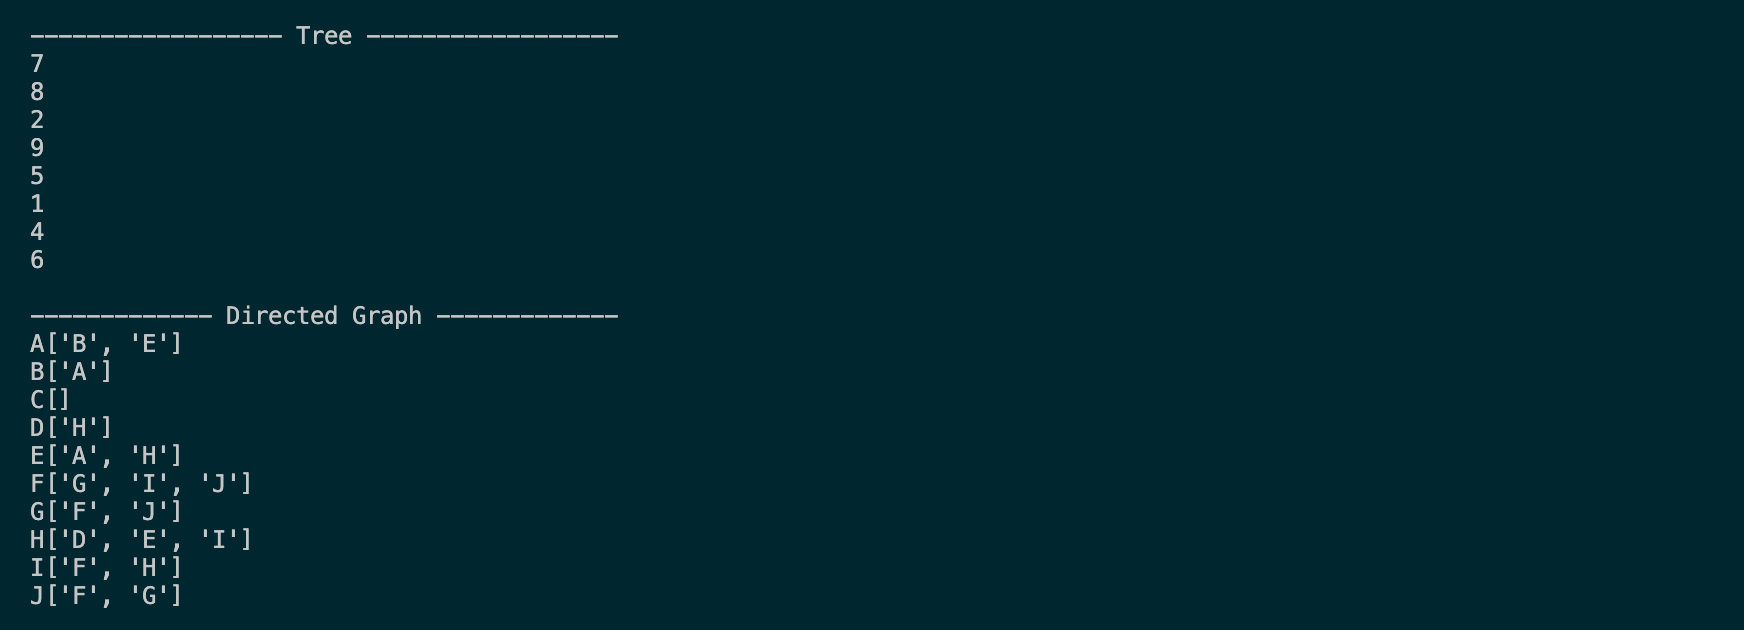 ------------------ Tree ------------------
7
8
2
9
5
1
4
6
------------- Directed Graph -------------
A['B', 'E']
B['A']
C[]
D['H']
E['A', 'H']
F['G', 'I', 'J']
G['F', 'J']
H['D', 'E', 'I']
I['F', 'H']
J['F', 'G']